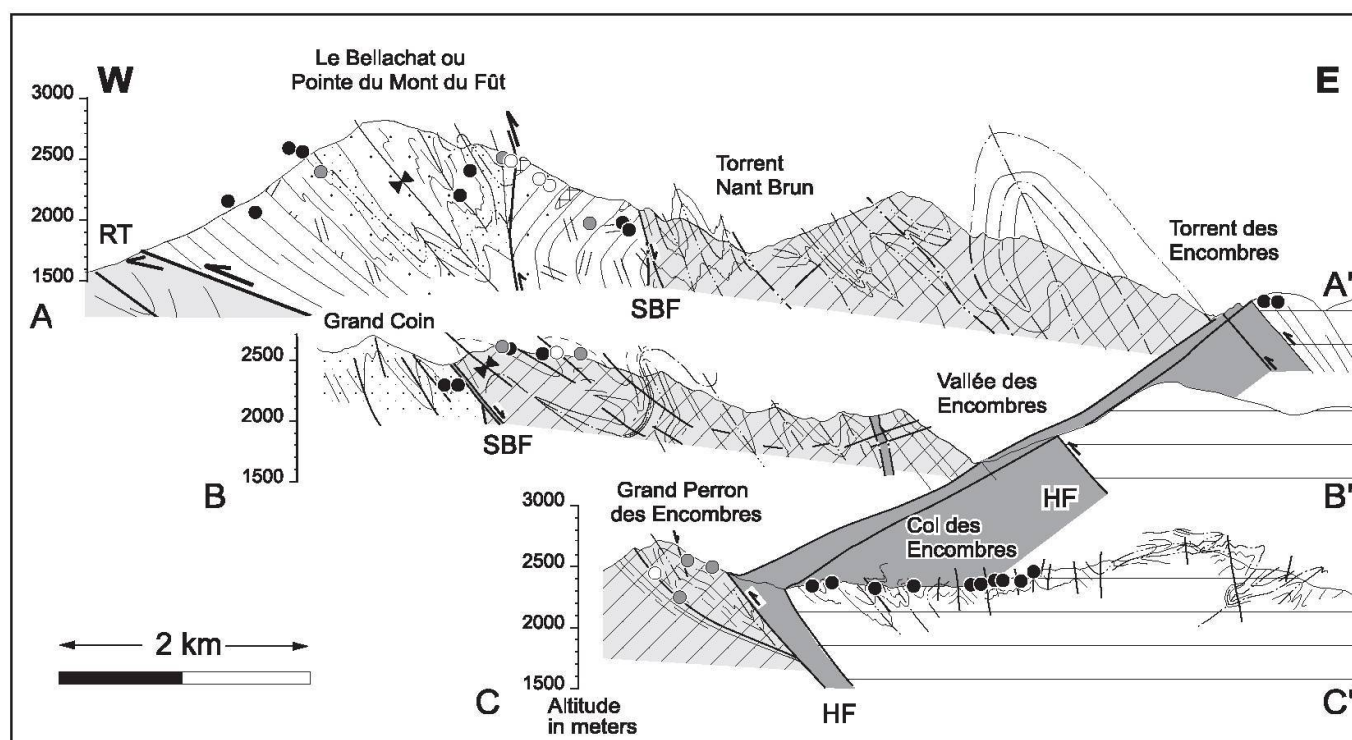 W
Le Bellachat ou
Pointe du Mont du Fût
E
3000
2500
2000
1500
RT
Torrent
Nant Brun
Torrent des
Encombres
SBF
A
A'
Grand Coin
2500
2000
1500
SBF
Vallée des
Encombres
B
B'
Grand Perron
des Encombres
HF
Col des
Encombres
3000
2500
2000
1500
2 km
C
Altitude
in meters
HF
C'